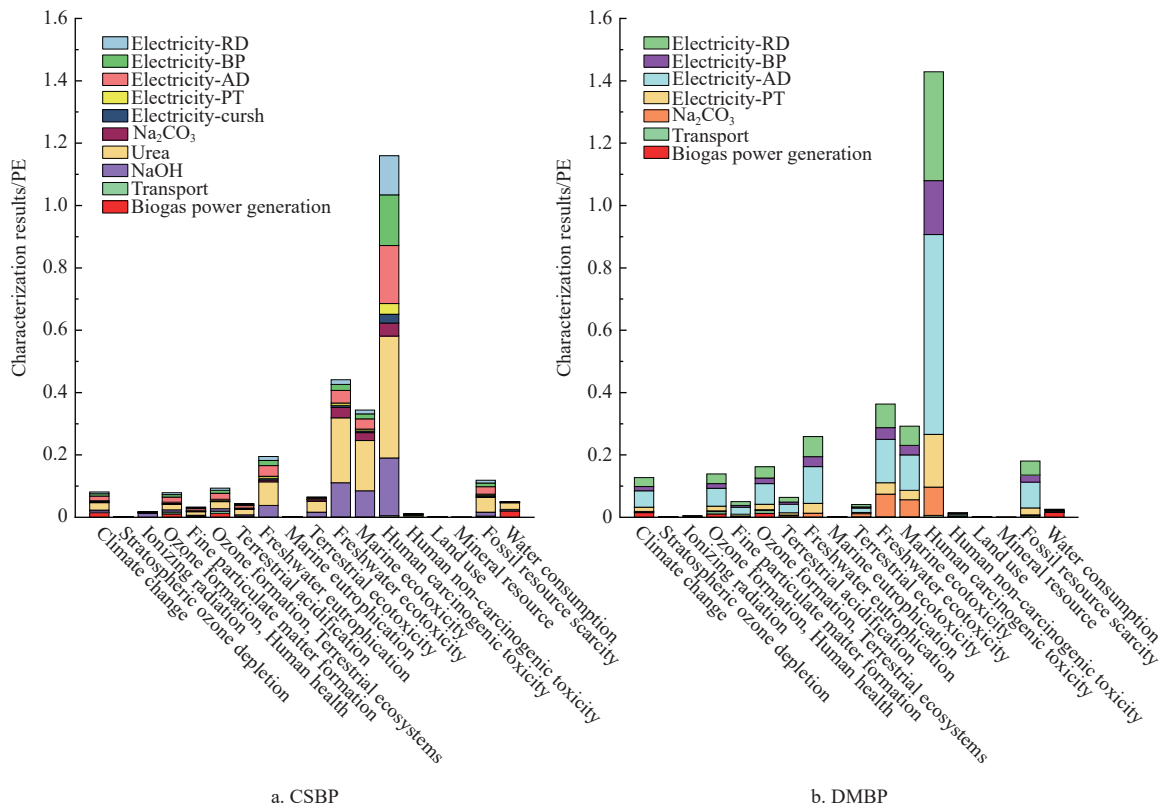 1.6
1.4
1.2
1.0
0.8
0.6
0.4
0.2
0
Characterization results/PE
Electricity-RD
Electricity-BP
Electricity-AD
Electricity-PT
Electricity-cursh
Na₂CO₃
Urea
NaOH
Transport
Biogas power generation
Climate change
Stratospheric ozone depletion
Ionizing radiation
Ozone formation, Human health
Fine particulate matter formation
Ozone formation, Terrestrial ecosystems
Terrestrial acidification
Freshwater eutrophication
Marine eutrophication
Terrestrial ecotoxicity
Freshwater ecotoxicity
Marine ecotoxicity
Human carcinogenic toxicity
Human non-carcinogenic toxicity
Land use
Mineral resource scarcity
Fossil resource scarcity
Water consumption
a. CSBP
1.6
1.4
1.2
1.0
0.8
0.6
0.4
0.2
0
Characterization results/PE
Electricity-RD
Electricity-BP
Electricity-AD
Electricity-PT
Na₂CO₃
Transport
Biogas power generation
Climate change
Stratospheric ozone depletion
Ionizing radiation
Ozone formation, Human health
Fine particulate matter formation
Ozone formation, Terrestrial ecosystems
Terrestrial acidification
Freshwater eutrophication
Marine eutrophication
Terrestrial ecotoxicity
Freshwater ecotoxicity
Marine ecotoxicity
Human carcinogenic toxicity
Human non-carcinogenic toxicity
Land use
Mineral resource scarcity
Fossil resource scarcity
Water consumption
b. DMBP